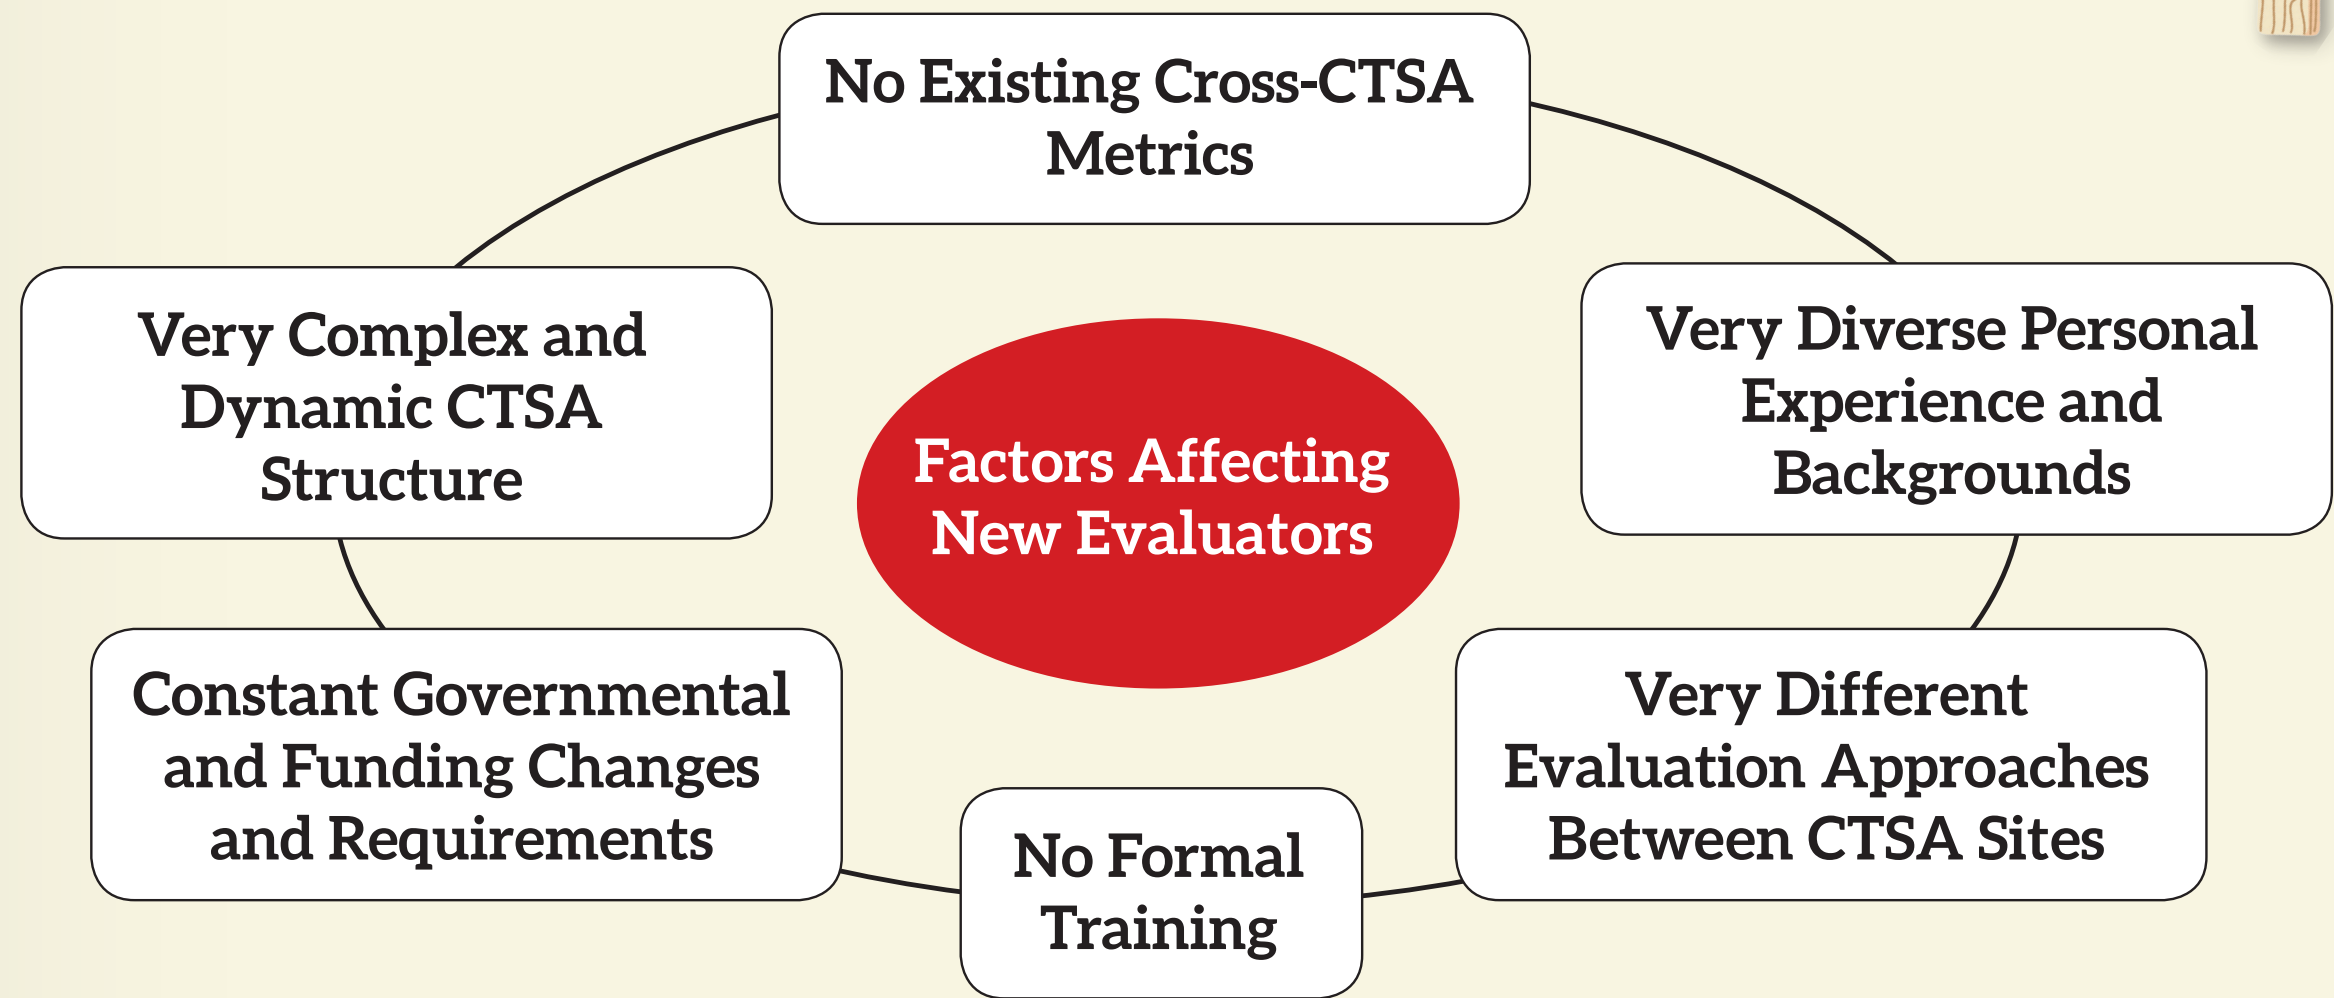 No Existing Cross-CTSA
Metrics
Very Complex and
Dynamic CTSA
Structure
Very Diverse Personal
Experience and
Backgrounds
Factors Affecting
New Evaluators
Constant Governmental
and Funding Changes
and Requirements
Very Different
Evaluation Approaches
Between CTSA Sites
No Formal
Training